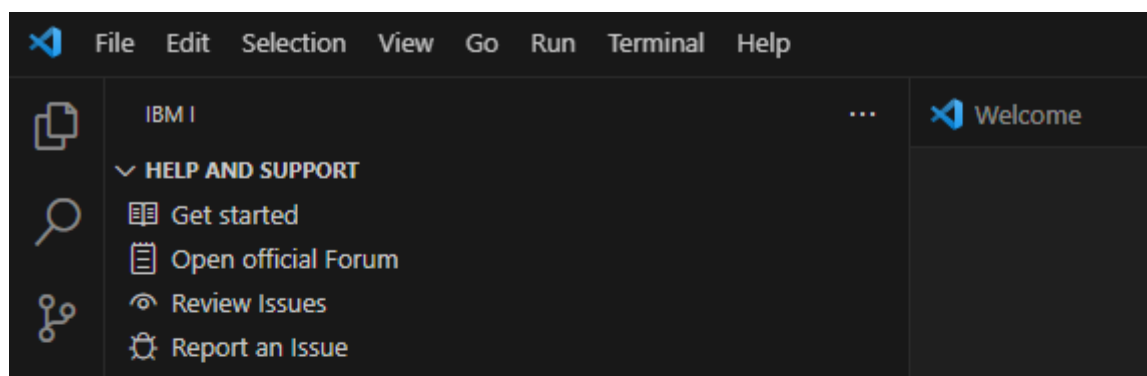 File Edit Selection View Go Run Terminal Help
IBM I
Welcome
HELP AND SUPPORT
Get started
Open official Forum
Review Issues
Report an Issue